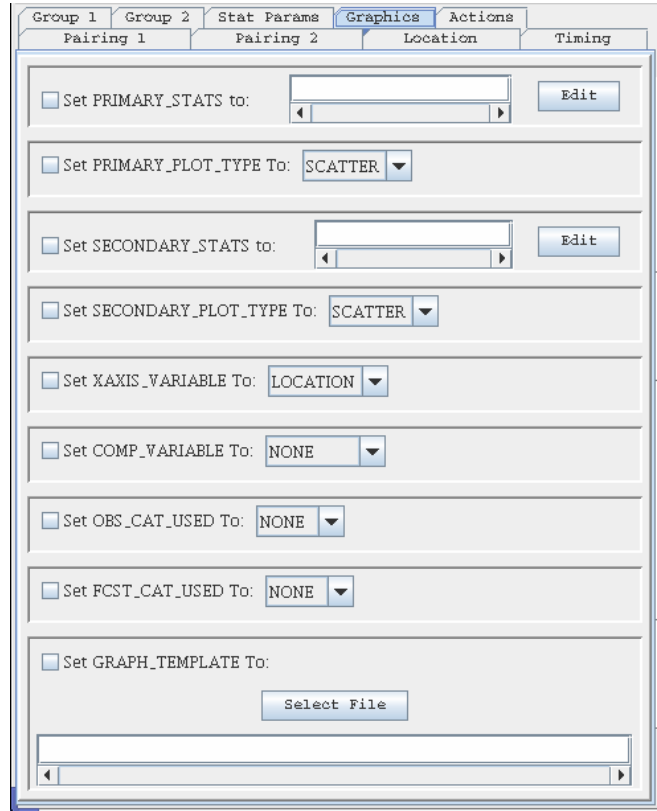 Group 1 Group 2 Stat Params Graphics Actions
Pairing 1 Pairing 2 Location Timing
Set PRIMARY_STATS to: Edit
Set PRIMARY_PLOT_TYPE To: SCATTER
Set SECONDARY_STATS to: Edit
Set SECONDARY_PLOT_TYPE To: SCATTER
Set XAXIS_VARIABLE To: LOCATION
Set COMP_VARIABLE To: NONE
Set OBS_CAT_USED To: NONE
Set FCST_CAT_USED To: NONE
Set GRAPH_TEMPLATE To:
Select File